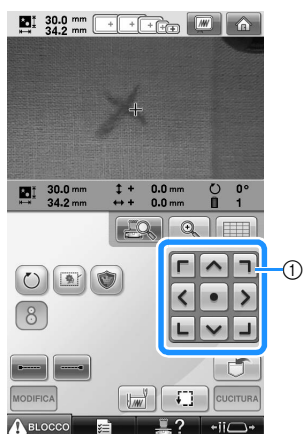 30.0 mm
34.2 mm
30.0 mm
34.2 mm
+ 0.0 mm
+ 0.0 mm
0°
1
①
8
MODIFICA
CUCITURA
BLOCCO
?